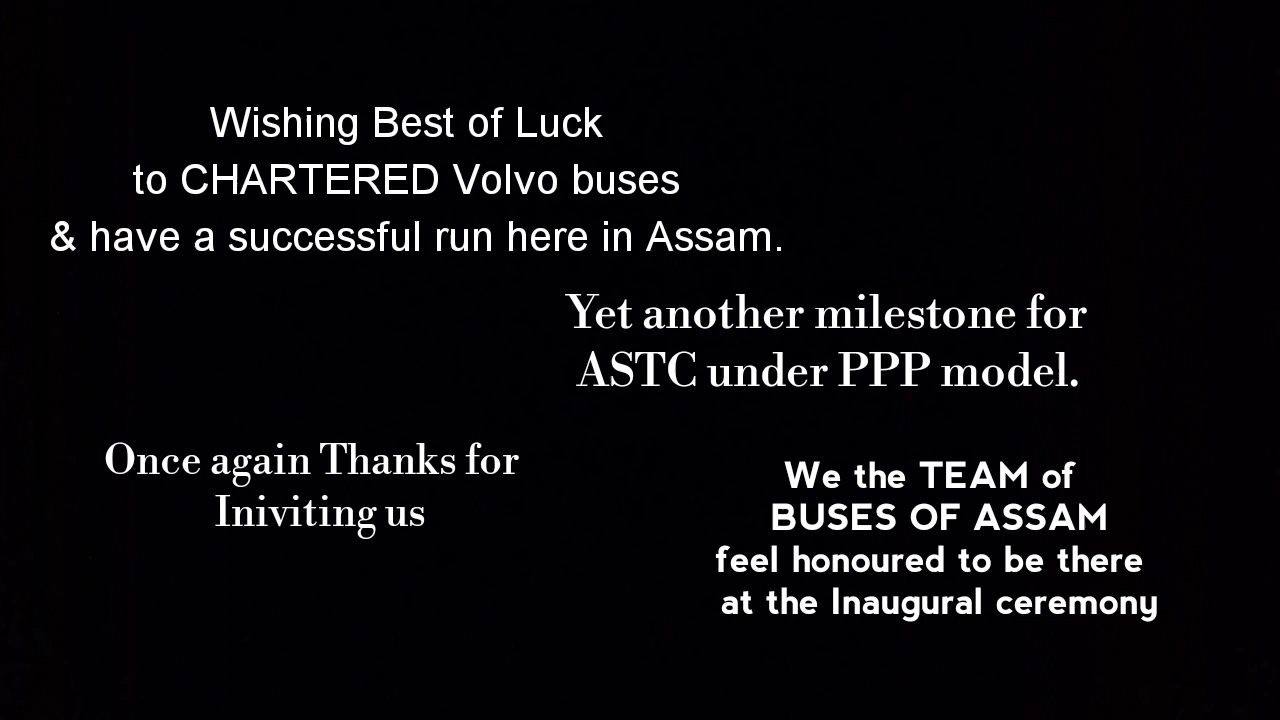 Wishing Best of Luck
to CHARTERED Volvo buses
& have a successful run here in Assam.
Yet another milestone for
ASTC under PPP model.
Once again Thanks for
Iniviting us
We the TEAM of
BUSES OF ASSAM
feel honoured to be there
at the Inaugural ceremony